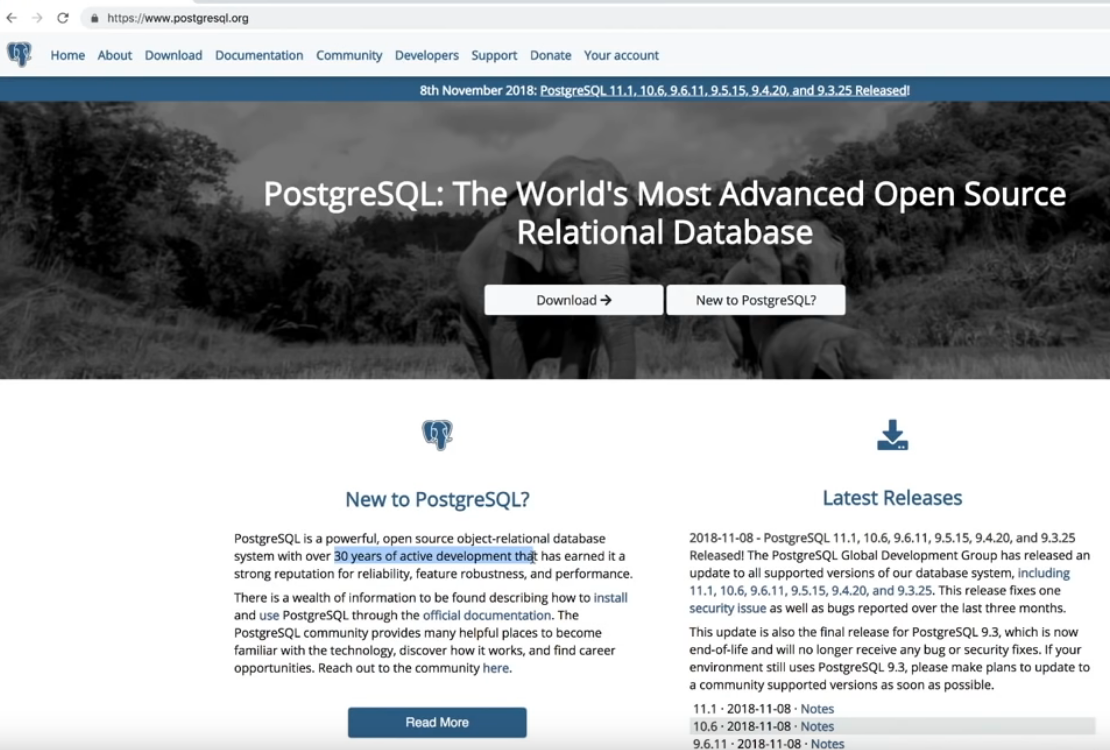 https://www.postgresql.org
Home About Download Documentation Community Developers Support Donate Your account
8th November 2018: PostgreSQL 11.1, 10.6, 9.6.11, 9.5.15, 9.4.20, and 9.3.25 Released!
PostgreSQL: The World's Most Advanced Open Source
Relational Database
Download →
New to PostgreSQL?
New to PostgreSQL?
PostgreSQL is a powerful, open source object-relational database
system with over 30 years of active development that has earned it a
strong reputation for reliability, feature robustness, and performance.
There is a wealth of information to be found describing how to install
and use PostgreSQL through the official documentation. The
PostgreSQL community provides many helpful places to become
familiar with the technology, discover how it works, and find career
opportunities. Reach out to the community here.
Read More
Latest Releases
2018-11-08 - PostgreSQL 11.1, 10.6, 9.6.11, 9.5.15, 9.4.20, and 9.3.25
Released! The PostgreSQL Global Development Group has released an
update to all supported versions of our database system, including
11.1, 10.6, 9.6.11, 9.5.15, 9.4.20, and 9.3.25. This release fixes one
security issue as well as bugs reported over the last three months.
This update is also the final release for PostgreSQL 9.3, which is now
end-of-life and will no longer receive any bug or security fixes. If your
environment still uses PostgreSQL 9.3, please make plans to update to
a community supported versions as soon as possible.
11.1 · 2018-11-08 · Notes
10.6 · 2018-11-08 · Notes
9.6.11 · 2018-11-08 · Notes